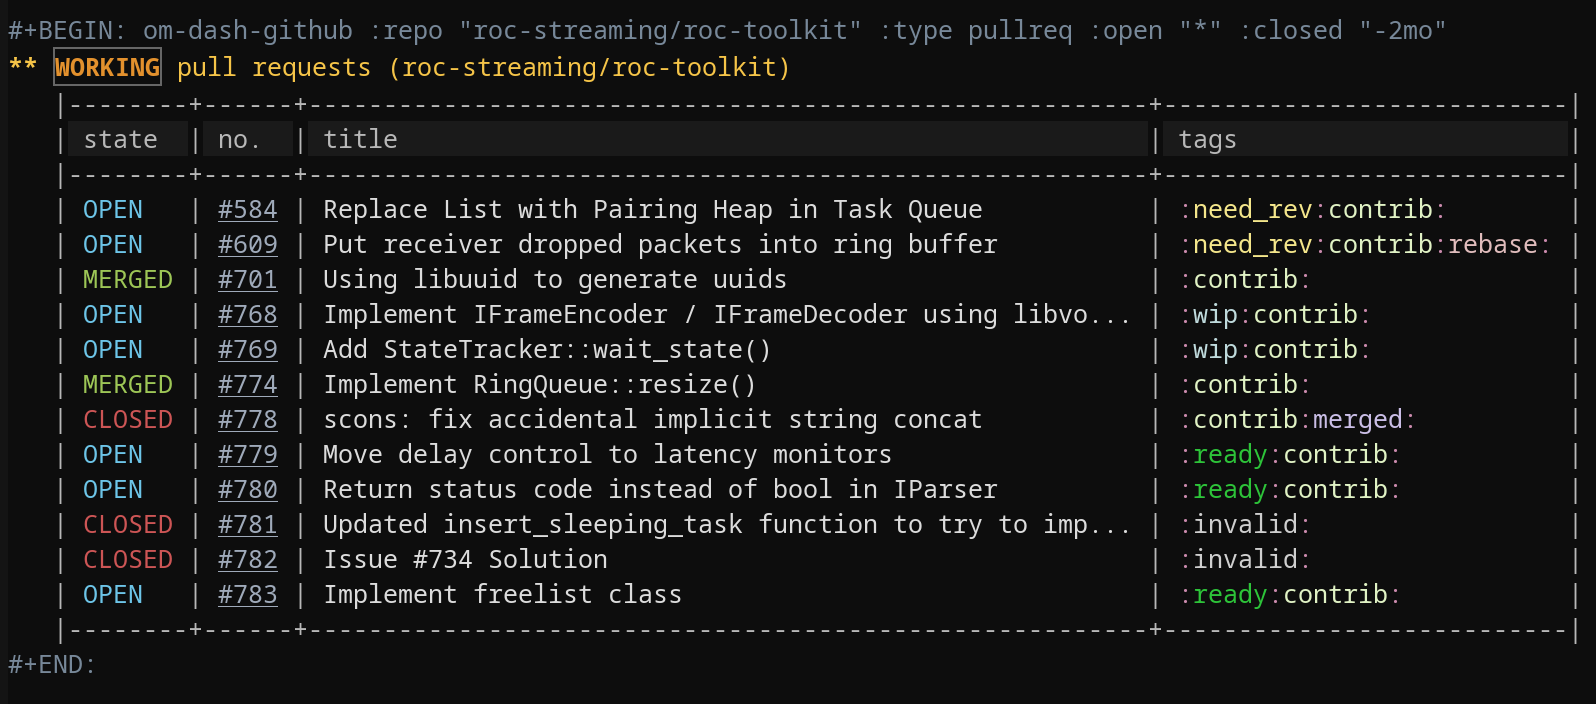 #+BEGIN: om-dash-github :repo "roc-streaming/roc-toolkit" :type pullreq :open "*" :closed "-2mo"
** WORKING pull requests (roc-streaming/roc-toolkit)
|--------+------+--------------------------------------------------------+---------------------------|
| state | no. | title | tags |
|--------+------+--------------------------------------------------------+---------------------------|
| OPEN | #584 | Replace List with Pairing Heap in Task Queue | :need_rev:contrib: |
| OPEN | #609 | Put receiver dropped packets into ring buffer | :need_rev:contrib:rebase: |
| MERGED | #701 | Using libuuid to generate uuids | :contrib: |
| OPEN | #768 | Implement IFrameEncoder / IFrameDecoder using libvo... | :wip:contrib: |
| OPEN | #769 | Add StateTracker::wait_state() | :wip:contrib: |
| MERGED | #774 | Implement RingQueue::resize() | :contrib: |
| CLOSED | #778 | scons: fix accidental implicit string concat | :contrib:merged: |
| OPEN | #779 | Move delay control to latency monitors | :ready:contrib: |
| OPEN | #780 | Return status code instead of bool in IParser | :ready:contrib: |
| CLOSED | #781 | Updated insert_sleeping_task function to try to imp... | :invalid: |
| CLOSED | #782 | Issue #734 Solution | :invalid: |
| OPEN | #783 | Implement freelist class | :ready:contrib: |
|--------+------+--------------------------------------------------------+---------------------------|
#+END: